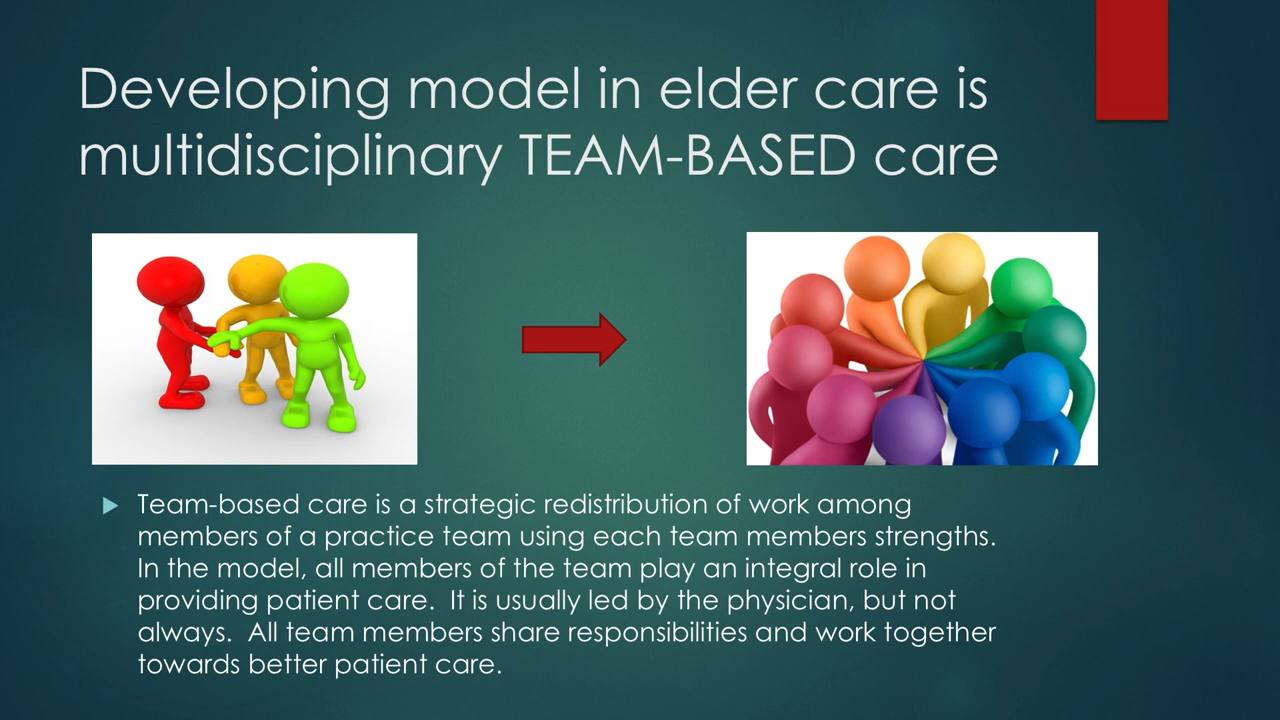 Developing model in elder care is
multidisciplinary TEAM-BASED care
Team-based care is a strategic redistribution of work among
members of a practice team using each team members strengths.
In the model, all members of the team play an integral role in
providing patient care.  It is usually led by the physician, but not
always.  All team members share responsibilities and work together
towards better patient care.